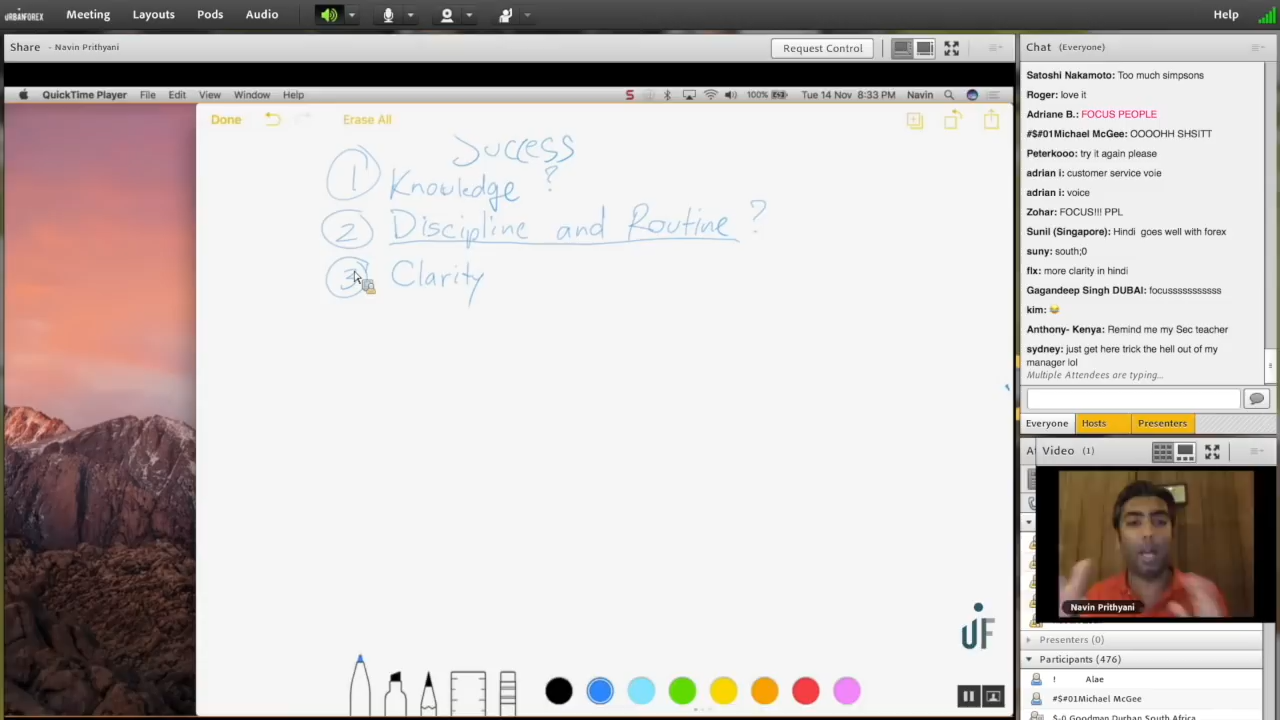 URBANFOREX Meeting Layouts Pods Audio Help
Share - Navin Prithyani
Request Control
QuickTime Player File Edit View Window Help
S 100% Tue 14 Nov 8:33 PM Navin
Done Erase All
Success
1 Knowledge ?
2 Discipline and Routine ?
3 Clarity
UF
Chat (Everyone)
Satoshi Nakamoto: Too much simpsons
Roger: love it
Adriane B.: FOCUS PEOPLE
#$#01Michael McGee: OOOOHH SHSITT
Peterkooo: try it again please
adrian i: customer service voie
adrian i: voice
Zohar: FOCUS!!! PPL
Sunil (Singapore): Hindi goes well with forex
suny: south;0
flx: more clarity in hindi
Gagandeep Singh DUBAI: focusssssssssss
kim: 😂
Anthony- Kenya: Remind me my Sec teacher
sydney: just get here trick the hell out of my
manager lol
Multiple Attendees are typing...
Everyone Hosts Presenters
A Video (1)
Navin Prithyani
Presenters (0)
Participants (476)
! Alae
#$#01Michael McGee
$-0 Goodman Durban South Africa